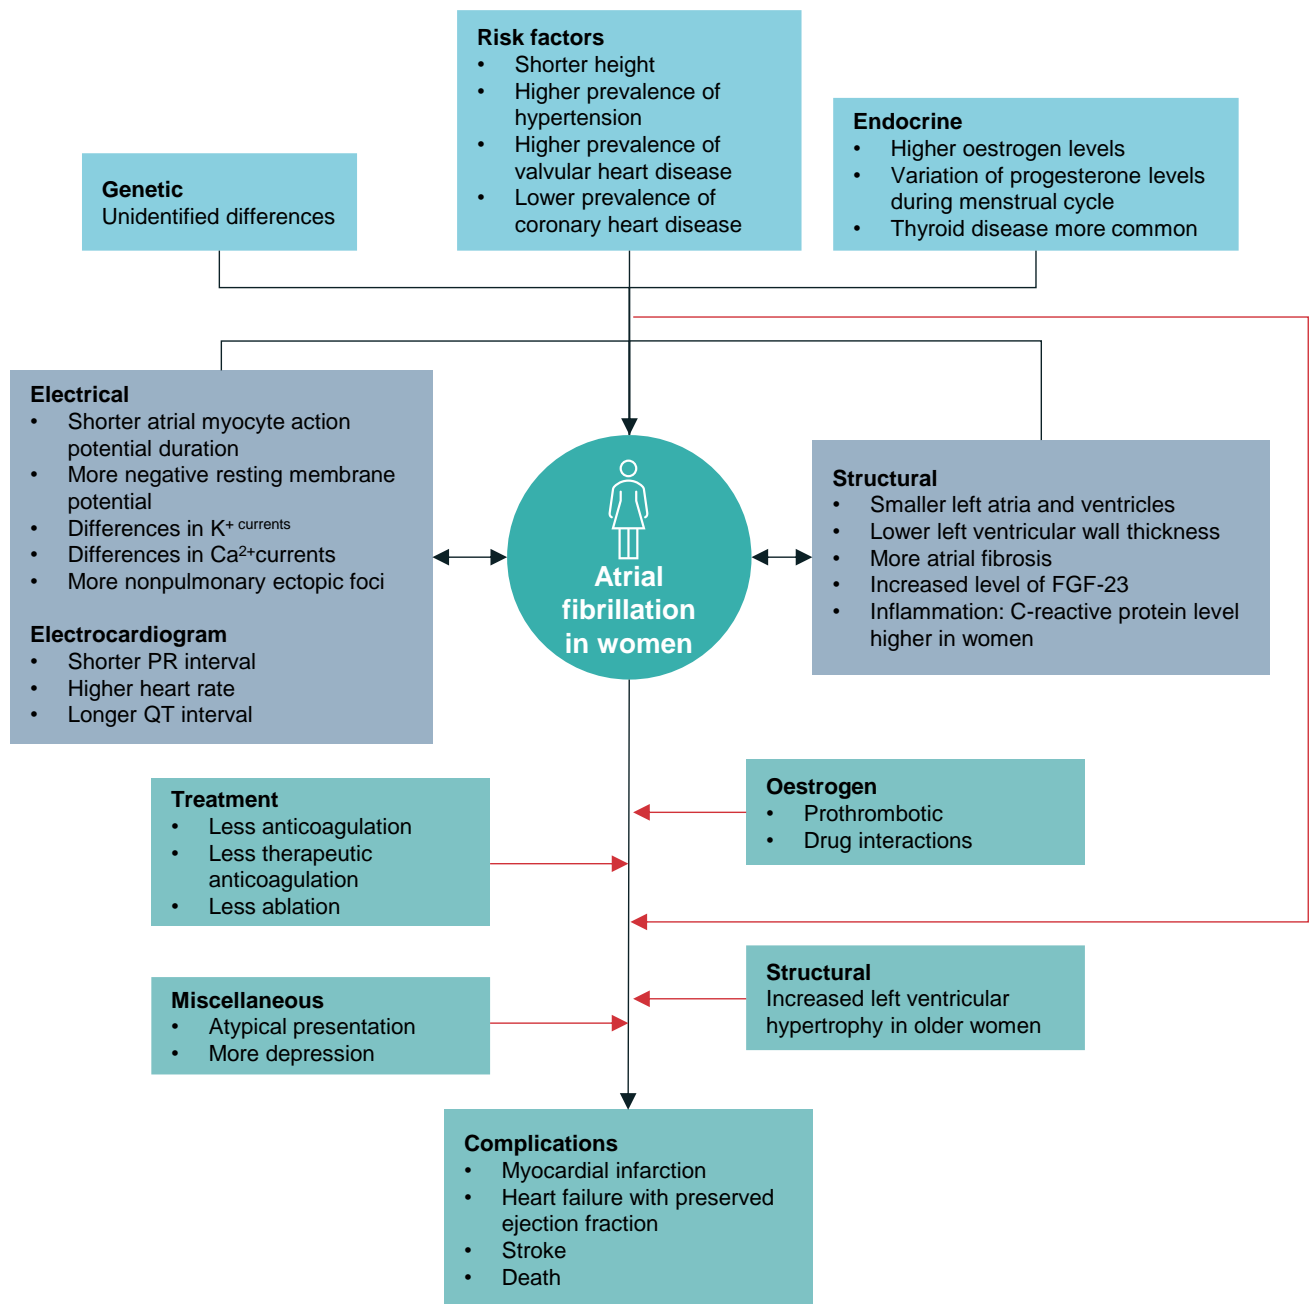 Risk factors
• Shorter height
• Higher prevalence of
hypertension
• Higher prevalence of
valvular heart disease
• Lower prevalence of
coronary heart disease
Endocrine
• Higher oestrogen levels
• Variation of progesterone levels
during menstrual cycle
• Thyroid disease more common
Genetic
Unidentified differences
Electrical
• Shorter atrial myocyte action
potential duration
• More negative resting membrane
potential
• Differences in K⁺ currents
• Differences in Ca²⁺currents
• More nonpulmonary ectopic foci
Electrocardiogram
• Shorter PR interval
• Higher heart rate
• Longer QT interval
Atrial
fibrillation
in women
Structural
• Smaller left atria and ventricles
• Lower left ventricular wall thickness
• More atrial fibrosis
• Increased level of FGF-23
• Inflammation: C-reactive protein level
higher in women
Treatment
• Less anticoagulation
• Less therapeutic
anticoagulation
• Less ablation
Oestrogen
• Prothrombotic
• Drug interactions
Miscellaneous
• Atypical presentation
• More depression
Structural
Increased left ventricular
hypertrophy in older women
Complications
• Myocardial infarction
• Heart failure with preserved
ejection fraction
• Stroke
• Death